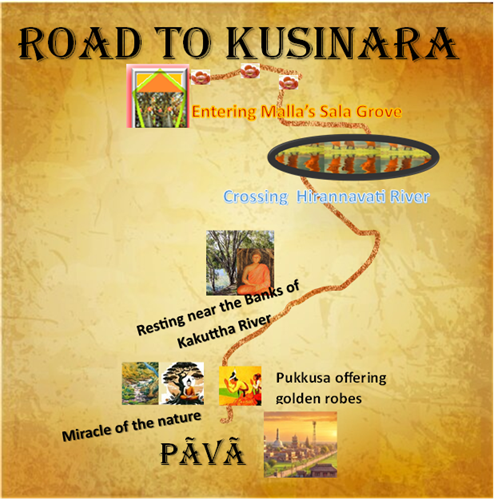 ROAD TO KUSINARA
Entering Malla's Sala Grove
Crossing Hirannavati River
Resting near the Banks of
Kakuttha River
Pukkusa offering
golden robes
Miracle of the nature
PÃVÃ